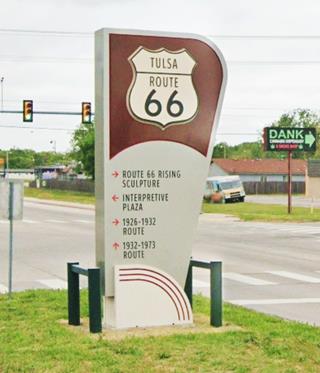 TULSA
ROUTE
66
→ ROUTE 66 RISING
SCULPTURE
← INTERPRETIVE
PLAZA
→ 1926-1932
ROUTE
↑ 1932-1973
ROUTE
DANK